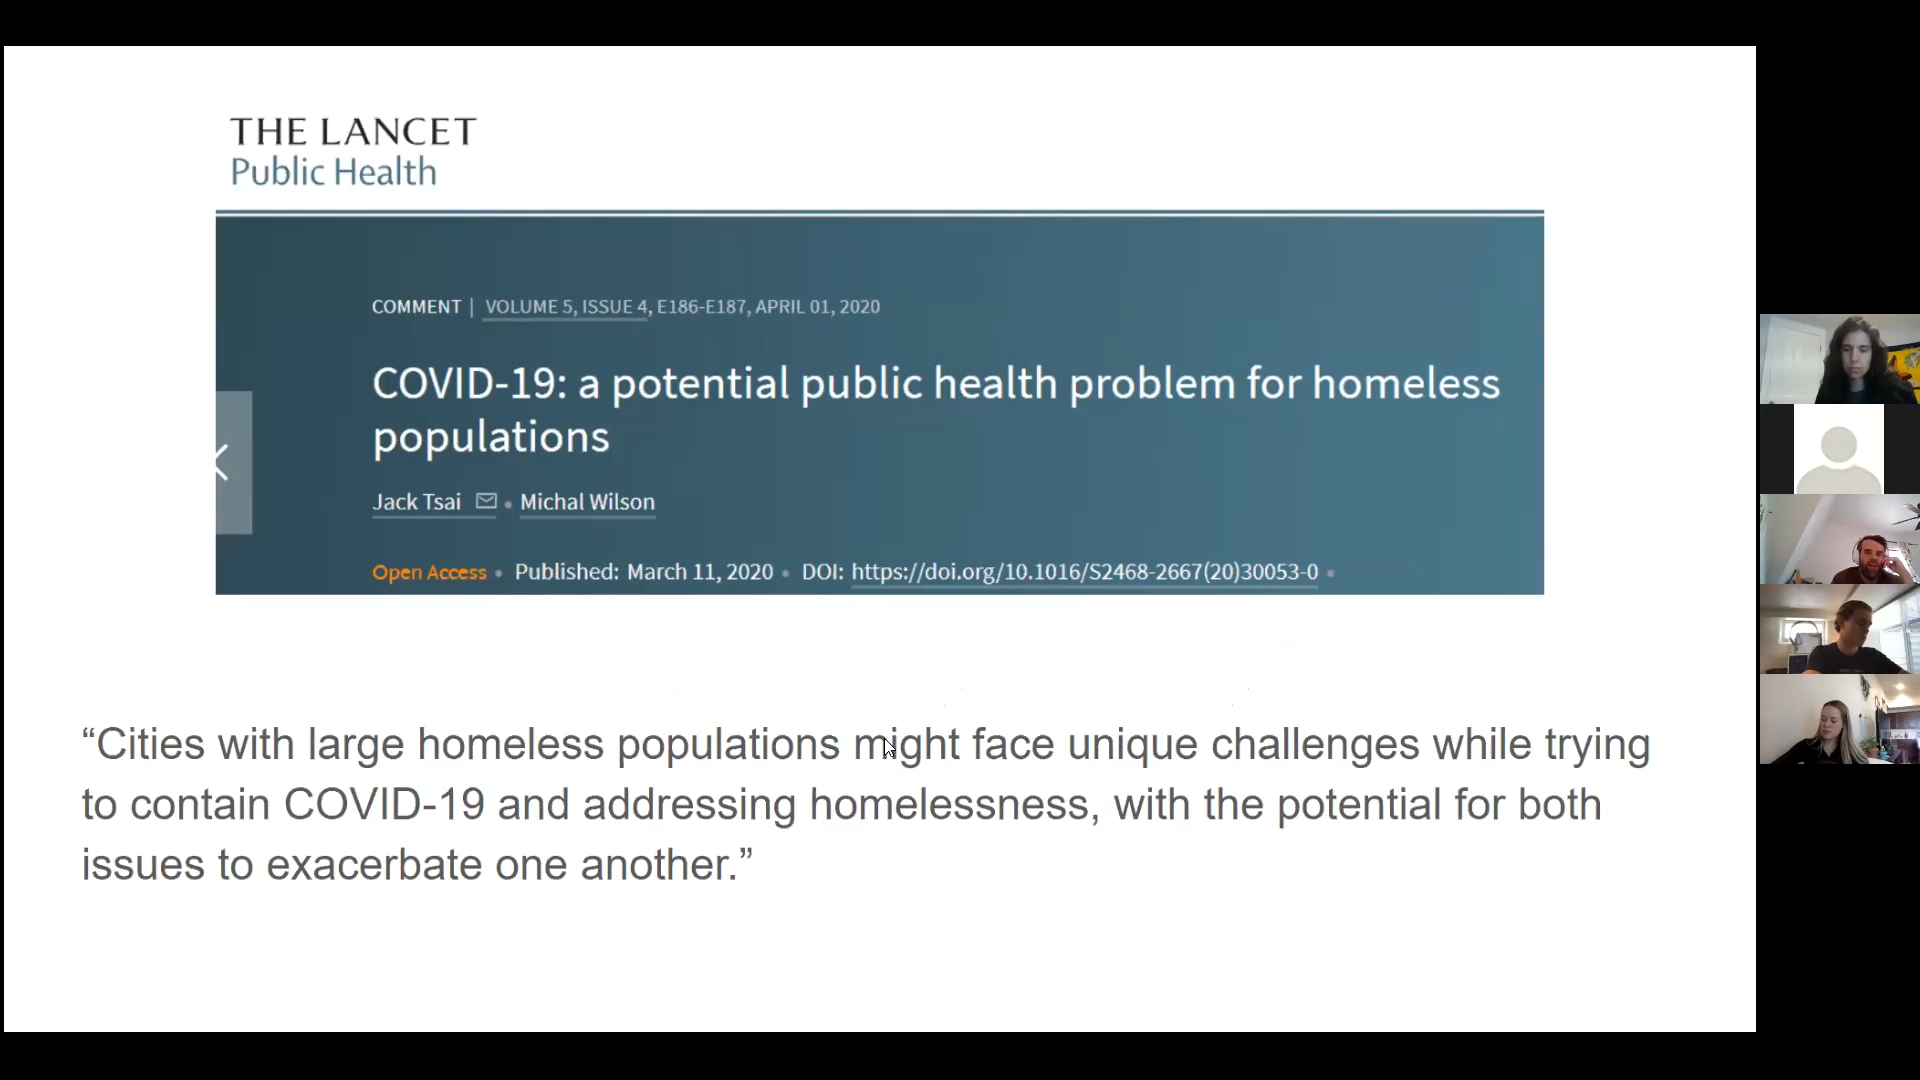 THE LANCET
Public Health
COMMENT | VOLUME 5, ISSUE 4, E186-E187, APRIL 01, 2020
COVID-19: a potential public health problem for homeless
populations
Jack Tsai • Michal Wilson
Open Access • Published: March 11, 2020 • DOI: https://doi.org/10.1016/S2468-2667(20)30053-0 •
“Cities with large homeless populations might face unique challenges while trying
to contain COVID-19 and addressing homelessness, with the potential for both
issues to exacerbate one another.”